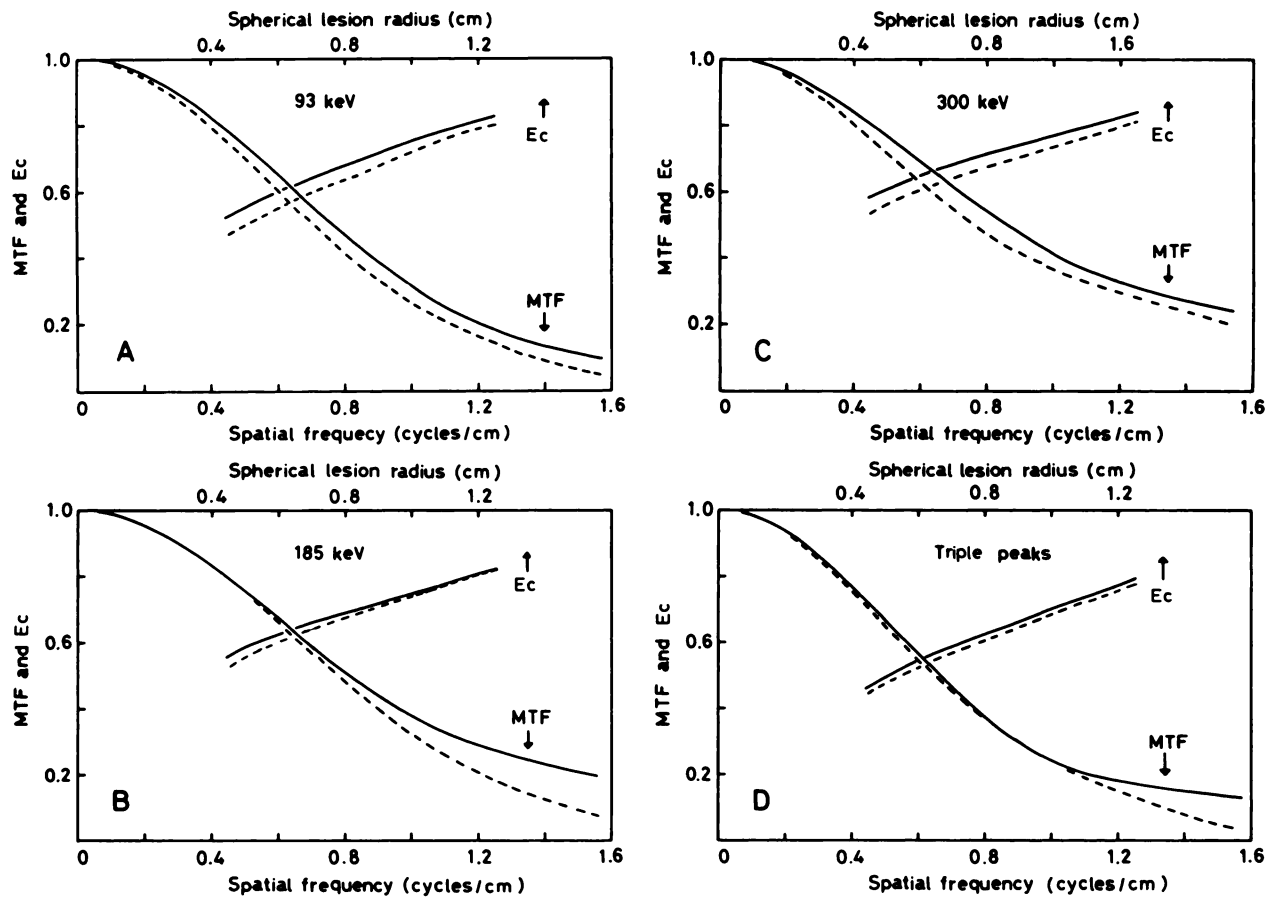 Spherical lesion radius (cm)
0.4 0.8 1.2
1.0
0.6
0.2
MTF and Ec
93 keV
Ec
MTF
A
0 0.4 0.8 1.2 1.6
Spatial frequecy (cycles/cm)
Spherical lesion radius (cm)
0.4 0.8 1.6
1.0
0.6
0.2
MTF and Ec
300 keV
Ec
MTF
C
0 0.4 0.8 1.2 1.6
Spatial frequency (cycles/cm)
Spherical lesion radius (cm)
0.4 0.8 1.2
1.0
0.6
0.2
MTF and Ec
185 keV
Ec
MTF
B
0 0.4 0.8 1.2 1.6
Spatial frequency (cycles/cm)
Spherical lesion radius (cm)
0.4 0.8 1.2
1.0
0.6
0.2
MTF and Ec
Triple peaks
Ec
MTF
D
0 0.4 0.8 1.2 1.6
Spatial frequency (cycles/cm)